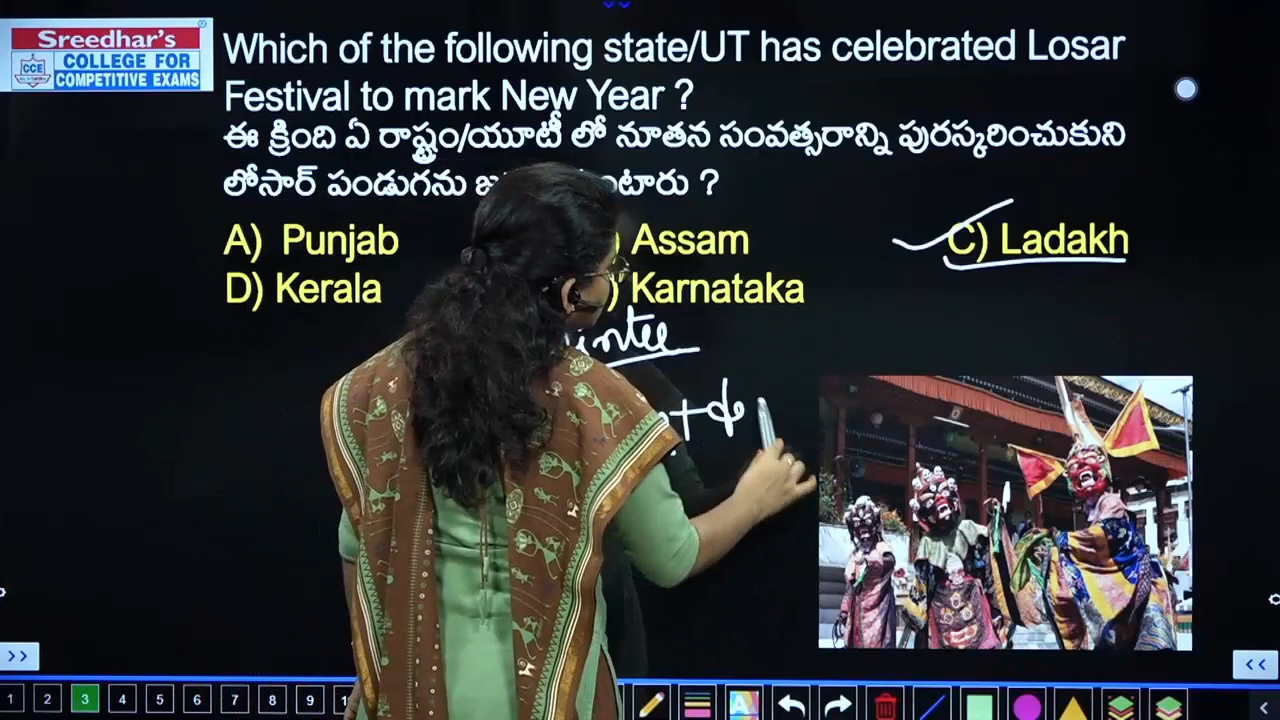 Sreedhar's
CCE
COLLEGE FOR
COMPETITIVE EXAMS
Which of the following state/UT has celebrated Losar
Festival to mark New Year ?
ఈ క్రింది ఏ రాష్ట్రం/యూటీ లో నూతన సంవత్సరాన్ని పురస్కరించుకుని
లోసార్ పండుగను ?
A) Punjab ) Assam C) Ladakh
D) Kerala ) Karnataka
1 2 3 4 5 6 7 8 9